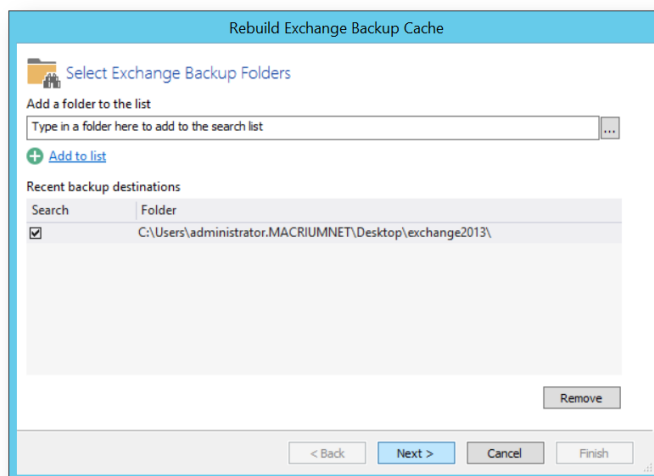 Rebuild Exchange Backup Cache
Select Exchange Backup Folders
Add a folder to the list
Type in a folder here to add to the search list
...
Add to list
Recent backup destinations
Search Folder
C:\Users\administrator.MACRIUMNET\Desktop\exchange2013\
Remove
< Back Next > Cancel Finish